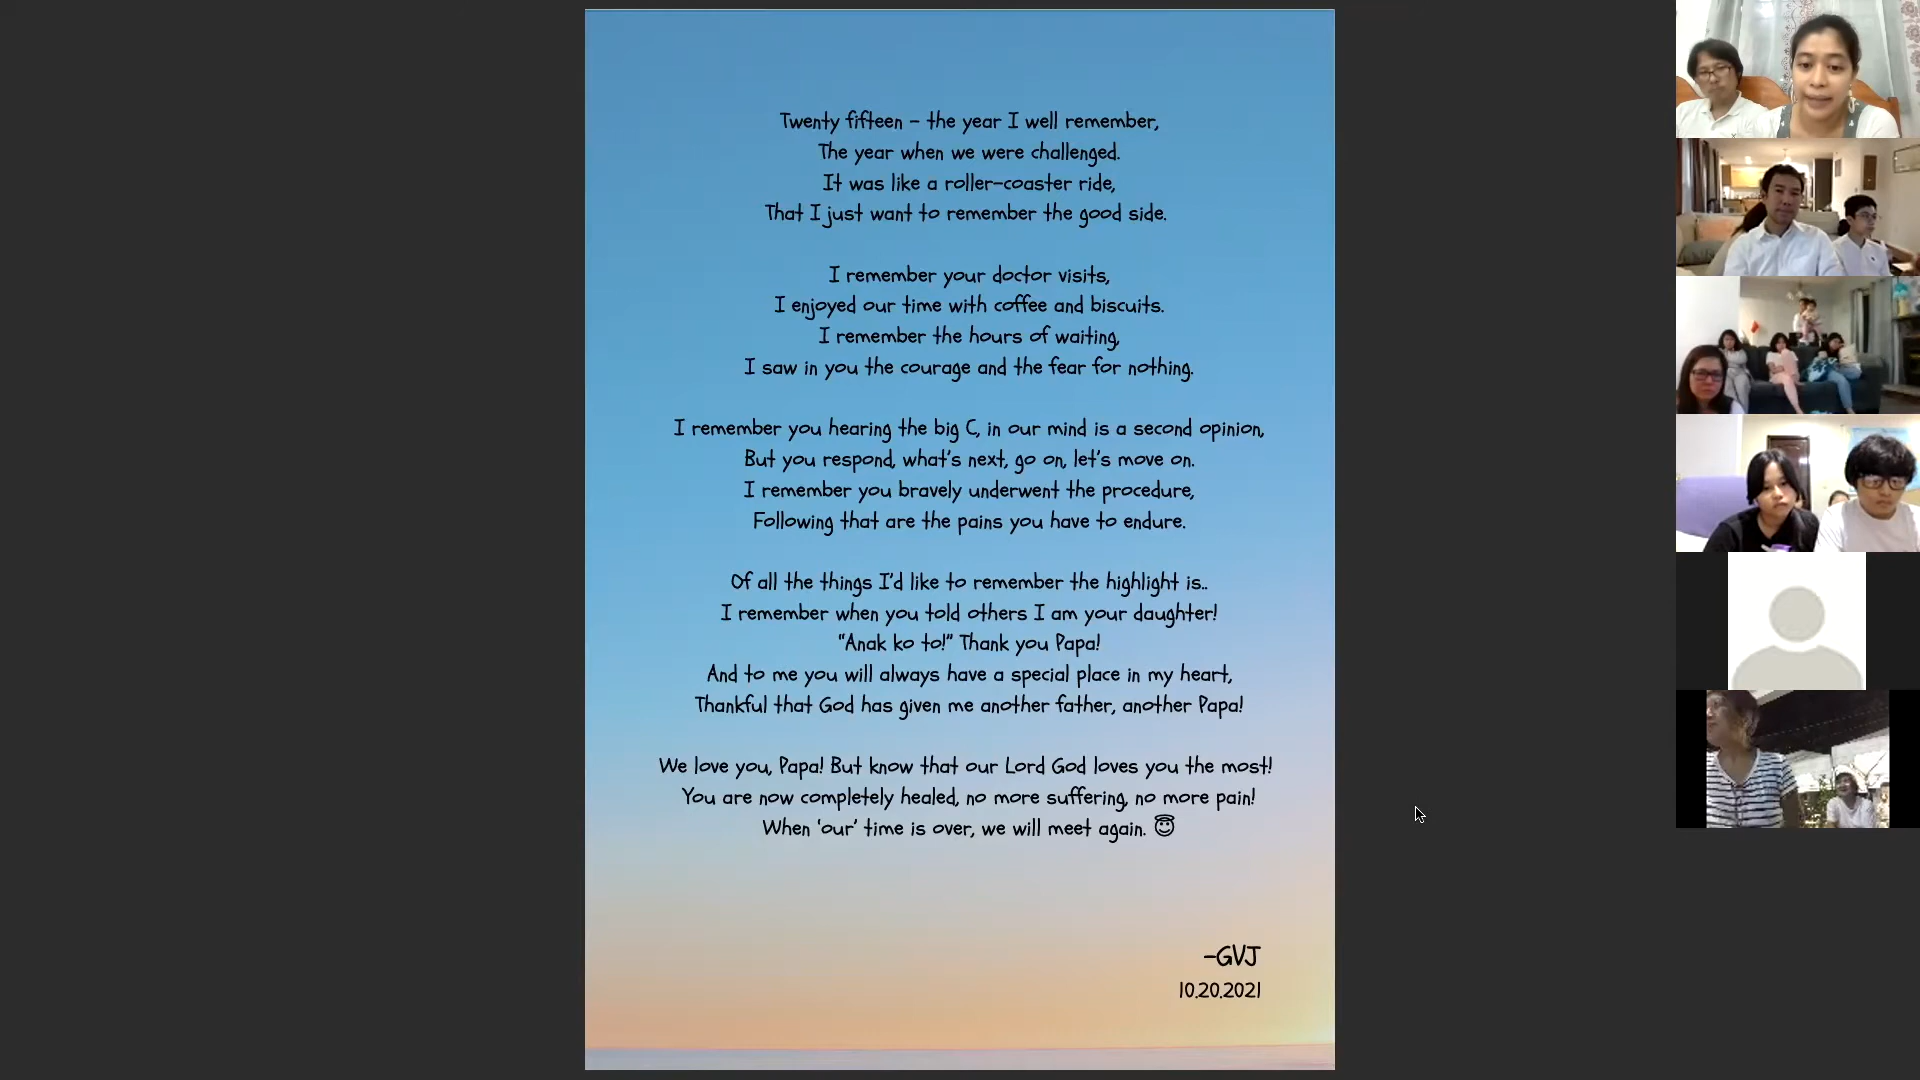 Twenty fifteen - the year I well remember,
The year when we were challenged.
It was like a roller-coaster ride,
That I just want to remember the good side.
I remember your doctor visits,
I enjoyed our time with coffee and biscuits.
I remember the hours of waiting,
I saw in you the courage and the fear for nothing.
I remember you hearing the big C, in our mind is a second opinion,
But you respond, what's next, go on, let's move on.
I remember you bravely underwent the procedure,
Following that are the pains you have to endure.
Of all the things I'd like to remember the highlight is..
I remember when you told others I am your daughter!
"Anak ko to!" Thank you Papa!
And to me you will always have a special place in my heart,
Thankful that God has given me another father, another Papa!
We love you, Papa! But know that our Lord God loves you the most!
You are now completely healed, no more suffering, no more pain!
When 'our' time is over, we will meet again. 😇
-GVJ
10.20.2021